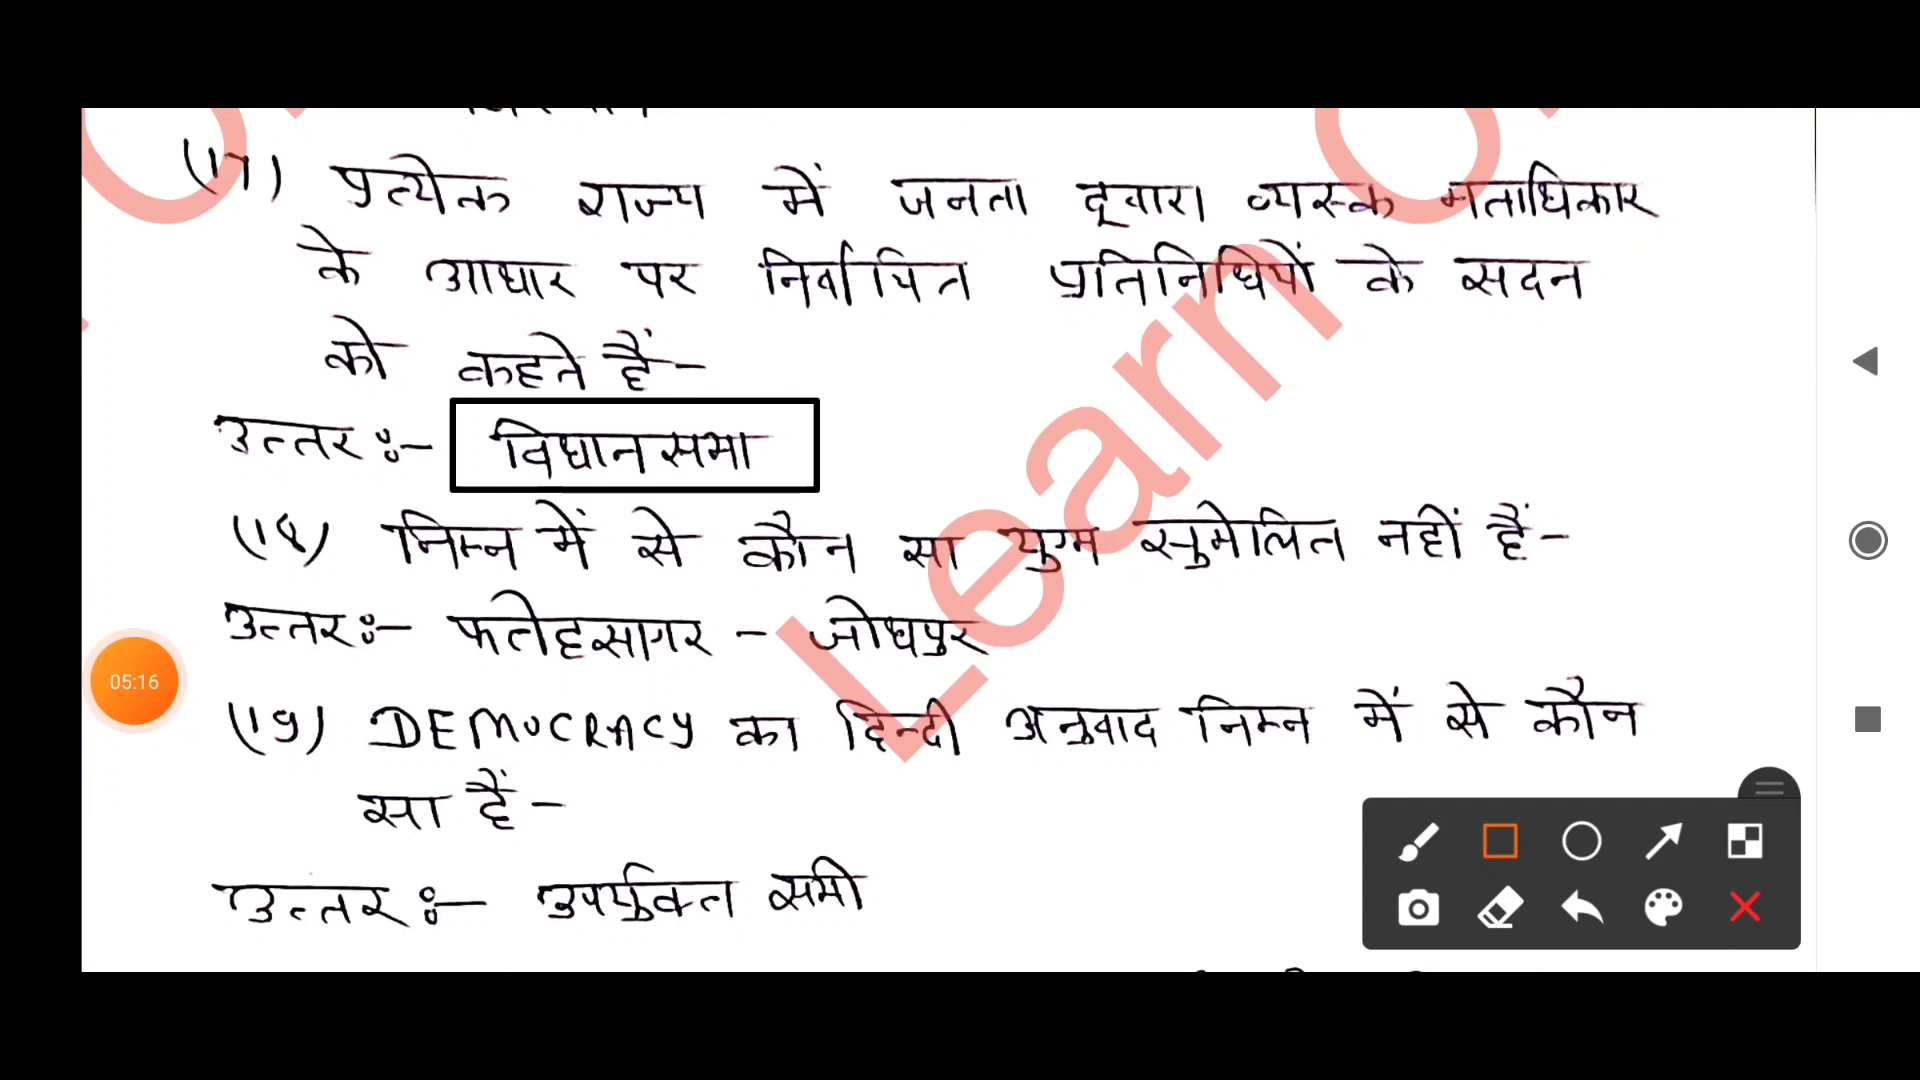 (17) प्रत्येक राज्य में जनता द्वारा व्यस्क मताधिकार
के आधार पर निर्वाचित प्रतिनिधियों के सदन
को कहते हैं-
उत्तर :- विधानसभा
(18) निम्न में से कौन सा युग्म सुमेलित नहीं हैं-
उत्तर :- फतेहसागर - जोधपुर
(19) DEMOCRACY का हिन्दी अनुवाद निम्न में से कौन
सा हैं-
उत्तर :- उपर्युक्त सभी
05:16
Learn